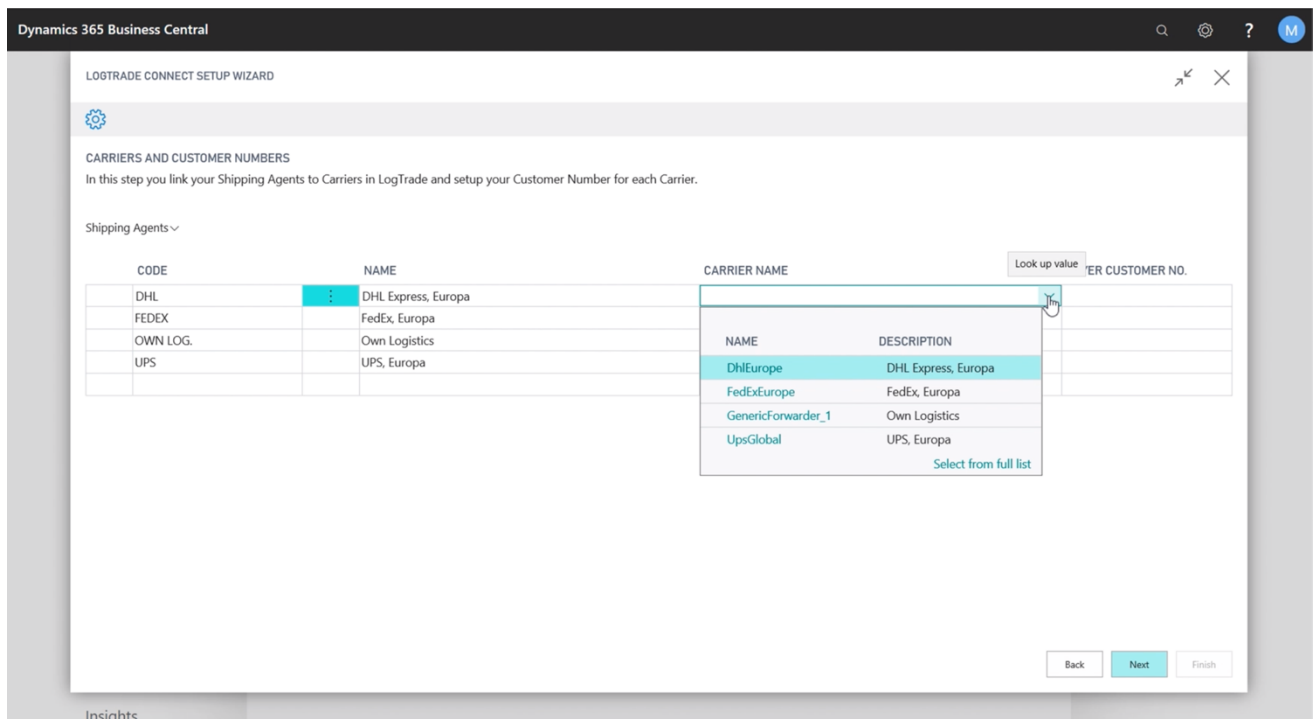 Dynamics 365 Business Central
?
M
LOGTRADE CONNECT SETUP WIZARD
CARRIERS AND CUSTOMER NUMBERS
In this step you link your Shipping Agents to Carriers in LogTrade and setup your Customer Number for each Carrier.
Shipping Agents
Look up value
CODE NAME CARRIER NAME ER CUSTOMER NO.
DHL DHL Express, Europa
FEDEX FedEx, Europa
OWN LOG. Own Logistics
UPS UPS, Europa
NAME DESCRIPTION
DhlEurope DHL Express, Europa
FedExEurope FedEx, Europa
GenericForwarder_1 Own Logistics
UpsGlobal UPS, Europa
Select from full list
Back Next Finish
Insights